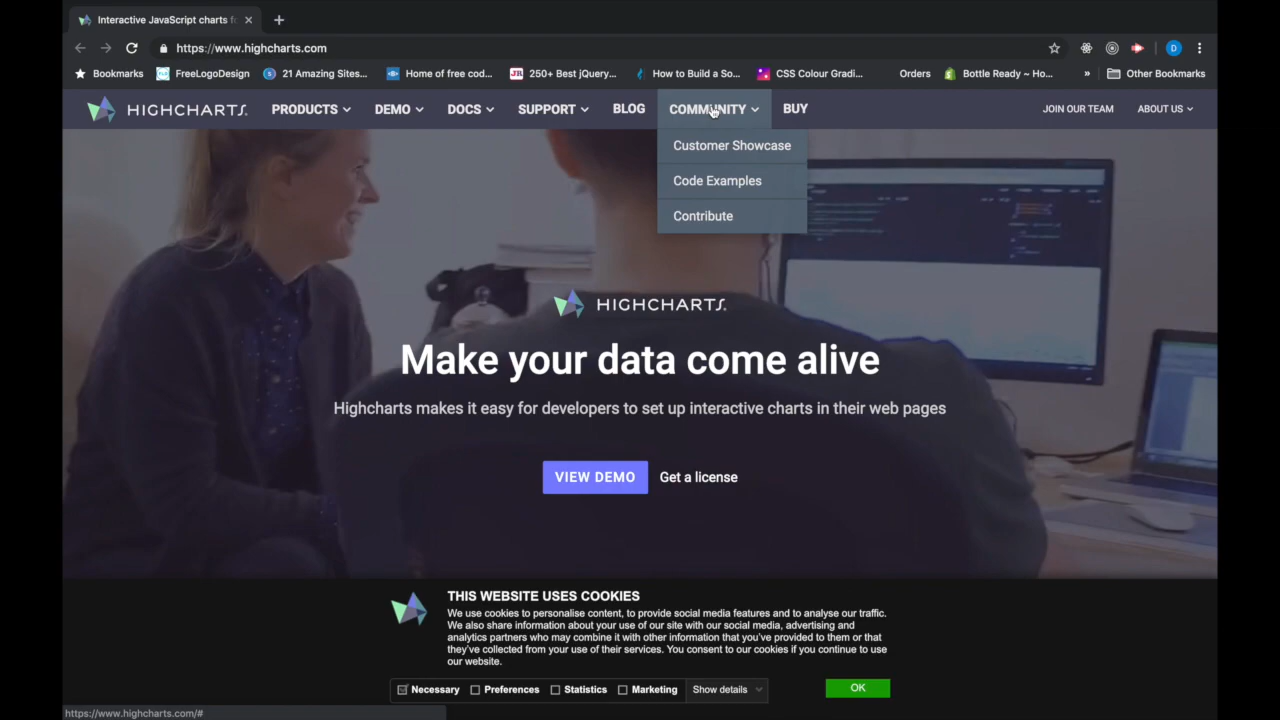 Interactive JavaScript charts f
https://www.highcharts.com
D
Bookmarks
FreeLogoDesign
21 Amazing Sites...
Home of free cod...
JR
250+ Best jQuery...
How to Build a So...
CSS Colour Gradi...
Orders
Bottle Ready ~ Ho...
»
Other Bookmarks
HIGHCHARTS.
PRODUCTS
DEMO
DOCS
SUPPORT
BLOG
COMMUNITY
BUY
JOIN OUR TEAM
ABOUT US
Customer Showcase
Code Examples
Contribute
HIGHCHARTS.
Make your data come alive
Highcharts makes it easy for developers to set up interactive charts in their web pages
VIEW DEMO
Get a license
THIS WEBSITE USES COOKIES
We use cookies to personalise content, to provide social media features and to analyse our traffic.
We also share information about your use of our site with our social media, advertising and
analytics partners who may combine it with other information that you've provided to them or that
they've collected from your use of their services. You consent to our cookies if you continue to use
our website.
Necessary
Preferences
Statistics
Marketing
Show details
OK
https://www.highcharts.com/#